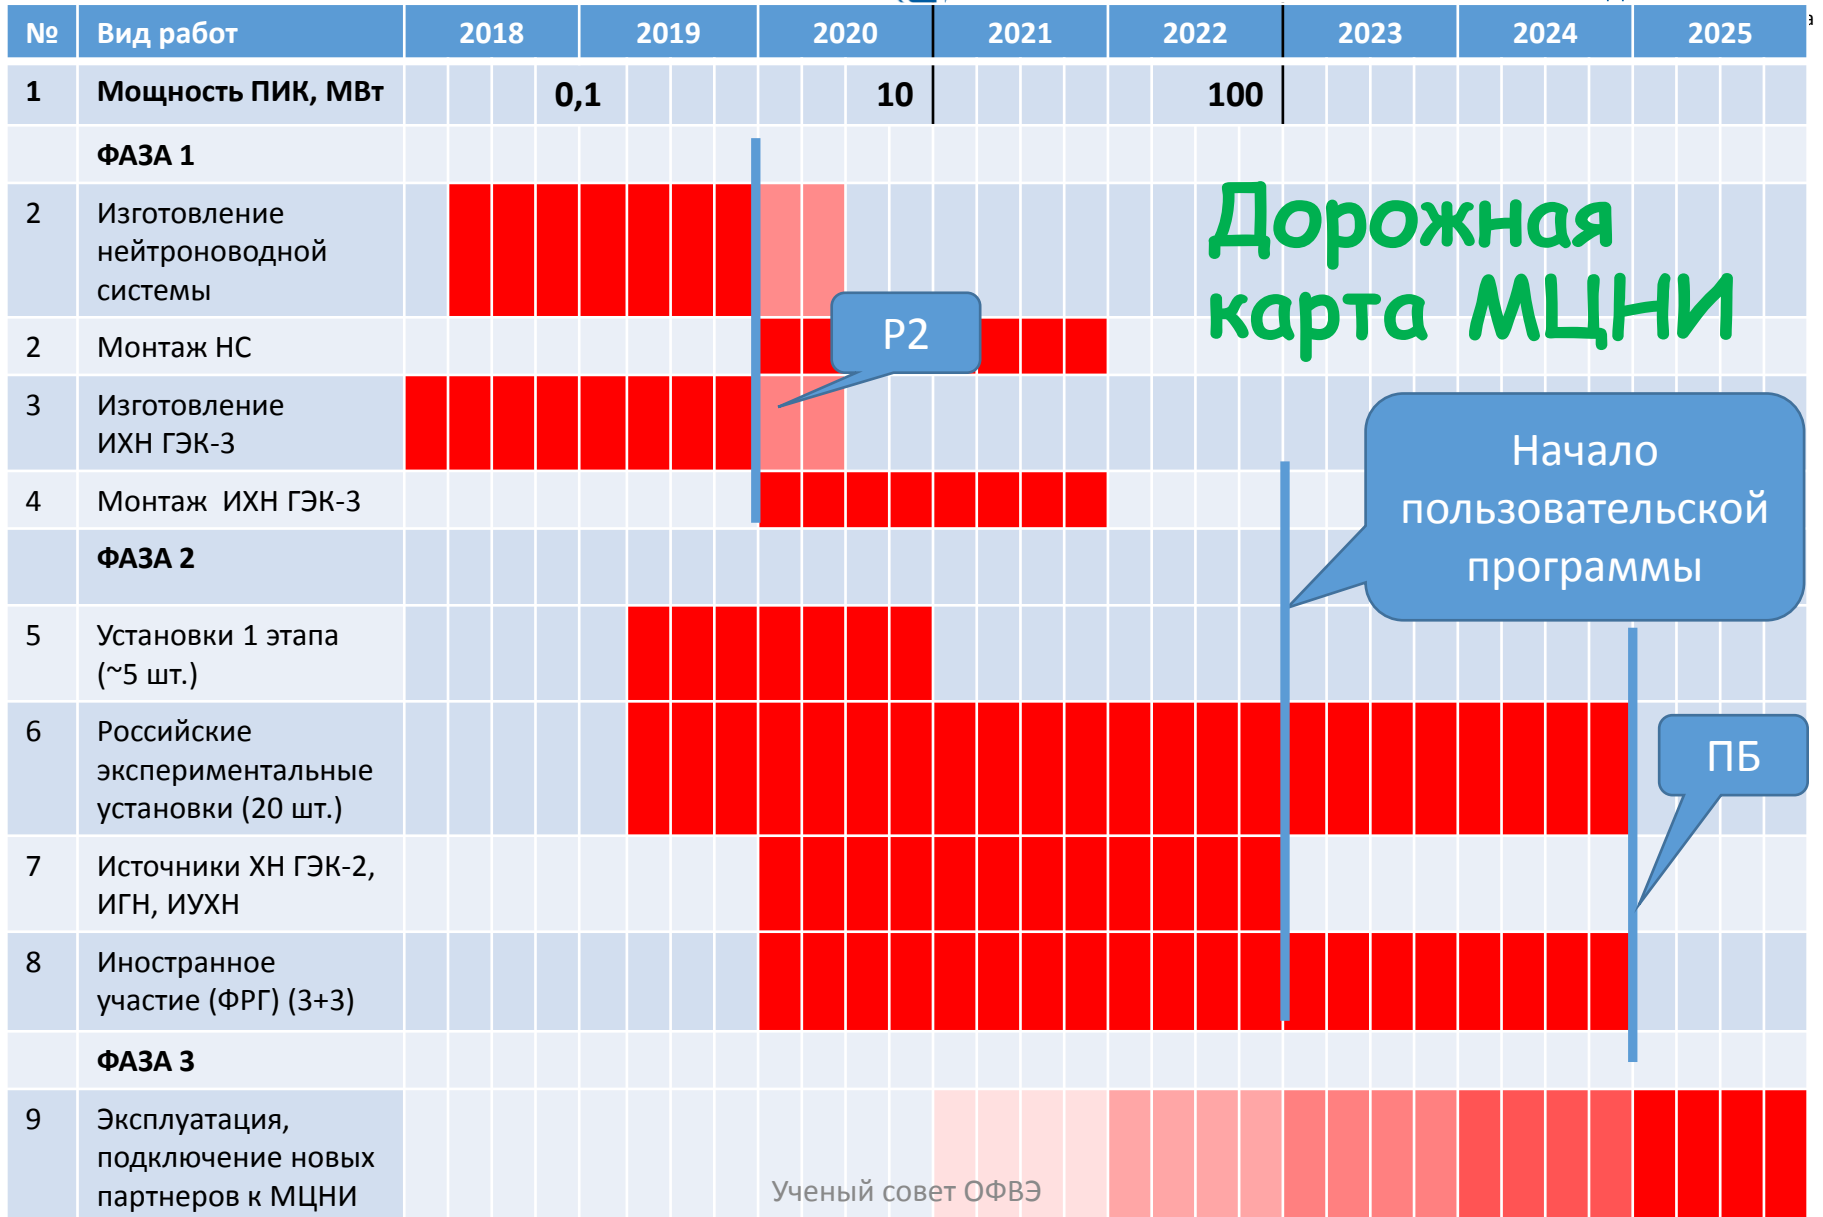 № Вид работ 2018 2019 2020 2021 2022 2023 2024 2025
а
1 Мощность ПИК, МВт 0,1 10 100
ФАЗА 1
2 Изготовление
нейтроноводной
системы
Дорожная
карта МЦНИ
2 Монтаж НС
Р2
3 Изготовление
ИХН ГЭК-3
4 Монтаж ИХН ГЭК-3
Начало
пользовательской
программы
ФАЗА 2
5 Установки 1 этапа
(~5 шт.)
6 Российские
экспериментальные
установки (20 шт.)
ПБ
7 Источники ХН ГЭК-2,
ИГН, ИУХН
8 Иностранное
участие (ФРГ) (3+3)
ФАЗА 3
9 Эксплуатация,
подключение новых
партнеров к МЦНИ
Ученый совет ОФВЭ